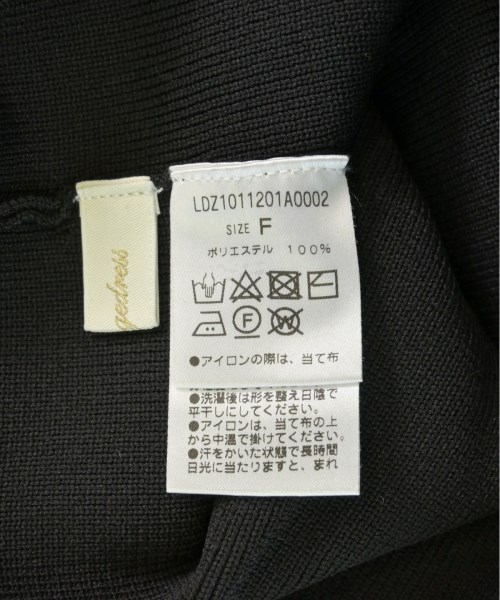 gedress
LDZ1011201A0002
SIZE F
ポリエステル 100%
F
W
●アイロンの際は、当て布
●洗濯後は形を整え日陰で
平干しにしてください。
●アイロンは、当て布の上
から中温で掛けてください。
●汗をかいた状態で長時間
日光に当たりますと、まれ